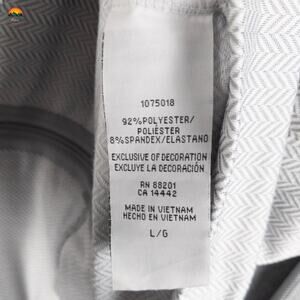 1075018
92%POLYESTER/
POLIÉSTER
8%SPANDEX/ELASTANO
EXCLUSIVE OF DECORATION
EXCLUYE LA DECORACIÓN
RN 88201
CA 14442
MADE IN VIETNAM
HECHO EN VIETNAM
L/G